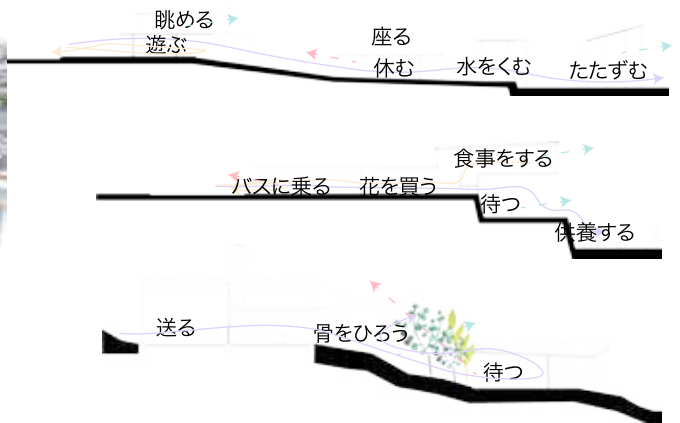 眺める
遊ぶ
座る
休む
水をくむ
たたずむ
食事をする
バスに乗る
花を買う
待つ
供養する
送る
骨をひろう
待つ